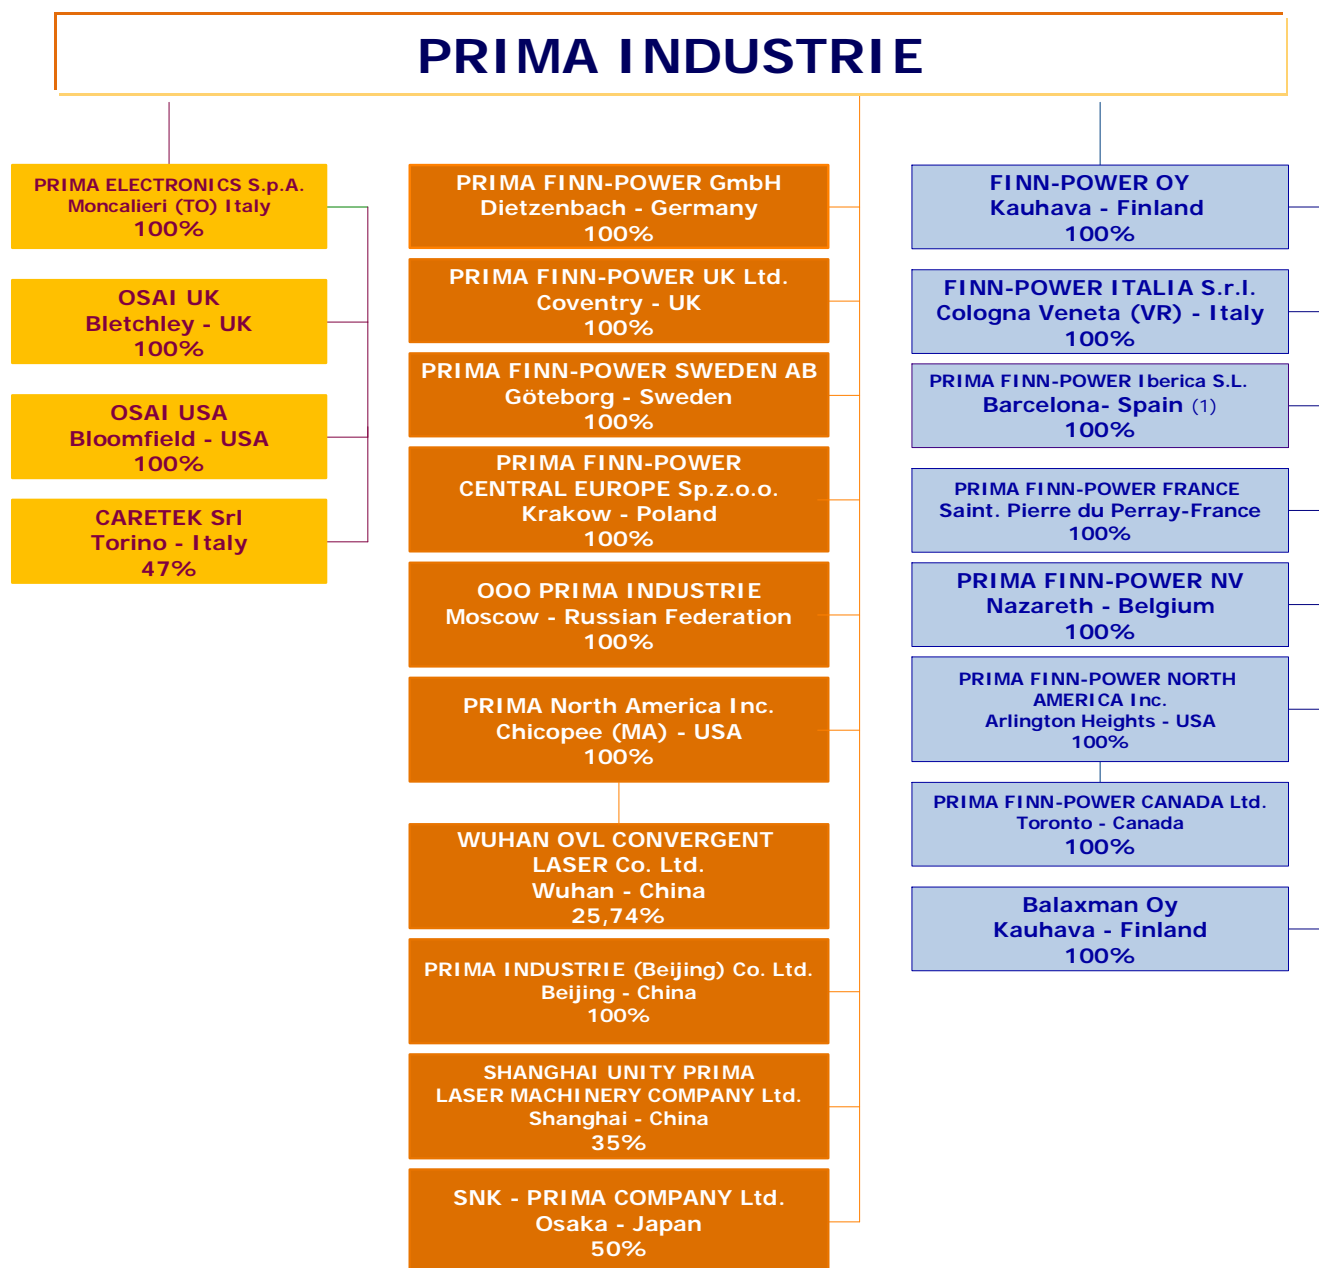 PRIMA INDUSTRIE
PRIMA ELECTRONICS S.p.A.
Moncalieri (TO) Italy
100%
OSAI UK
Bletchley - UK
100%
OSAI USA
Bloomfield - USA
100%
CARETEK Srl
Torino - Italy
47%
PRIMA FINN-POWER GmbH
Dietzenbach - Germany
100%
PRIMA FINN-POWER UK Ltd.
Coventry - UK
100%
PRIMA FINN-POWER SWEDEN AB
Göteborg - Sweden
100%
PRIMA FINN-POWER
CENTRAL EUROPE Sp.z.o.o.
Krakow - Poland
100%
OOO PRIMA INDUSTRIE
Moscow - Russian Federation
100%
PRIMA North America Inc.
Chicopee (MA) - USA
100%
WUHAN OVL CONVERGENT
LASER Co. Ltd.
Wuhan - China
25,74%
PRIMA INDUSTRIE (Beijing) Co. Ltd.
Beijing - China
100%
SHANGHAI UNITY PRIMA
LASER MACHINERY COMPANY Ltd.
Shanghai - China
35%
SNK - PRIMA COMPANY Ltd.
Osaka - Japan
50%
FINN-POWER OY
Kauhava - Finland
100%
FINN-POWER ITALIA S.r.l.
Cologna Veneta (VR) - Italy
100%
PRIMA FINN-POWER Iberica S.L.
Barcelona- Spain (1)
100%
PRIMA FINN-POWER FRANCE
Saint. Pierre du Perray-France
100%
PRIMA FINN-POWER NV
Nazareth - Belgium
100%
PRIMA FINN-POWER NORTH
AMERICA Inc.
Arlington Heights - USA
100%
PRIMA FINN-POWER CANADA Ltd.
Toronto - Canada
100%
Balaxman Oy
Kauhava - Finland
100%